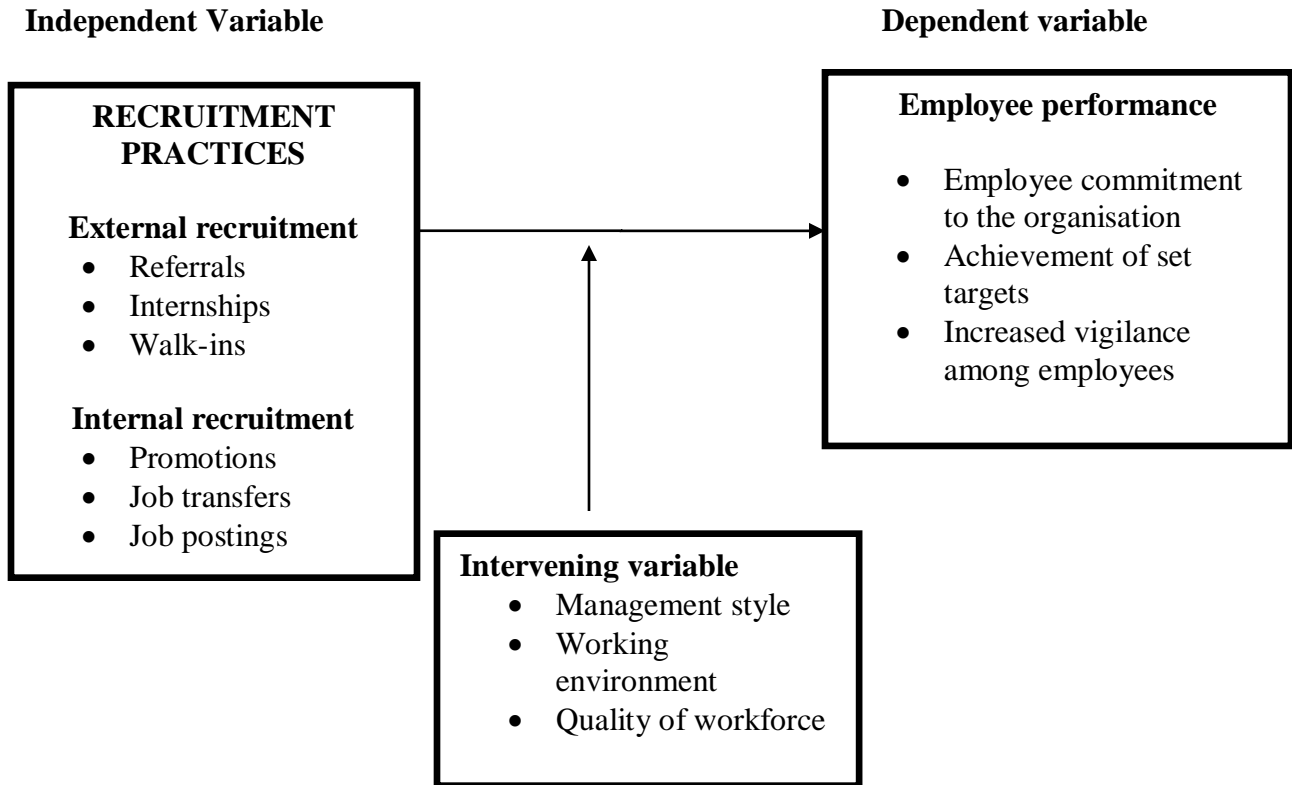 Independent Variable
Dependent variable
RECRUITMENT
PRACTICES
External recruitment
• Referrals
• Internships
• Walk-ins
Internal recruitment
• Promotions
• Job transfers
• Job postings
Employee performance
• Employee commitment
to the organisation
• Achievement of set
targets
• Increased vigilance
among employees
Intervening variable
• Management style
• Working
environment
• Quality of workforce